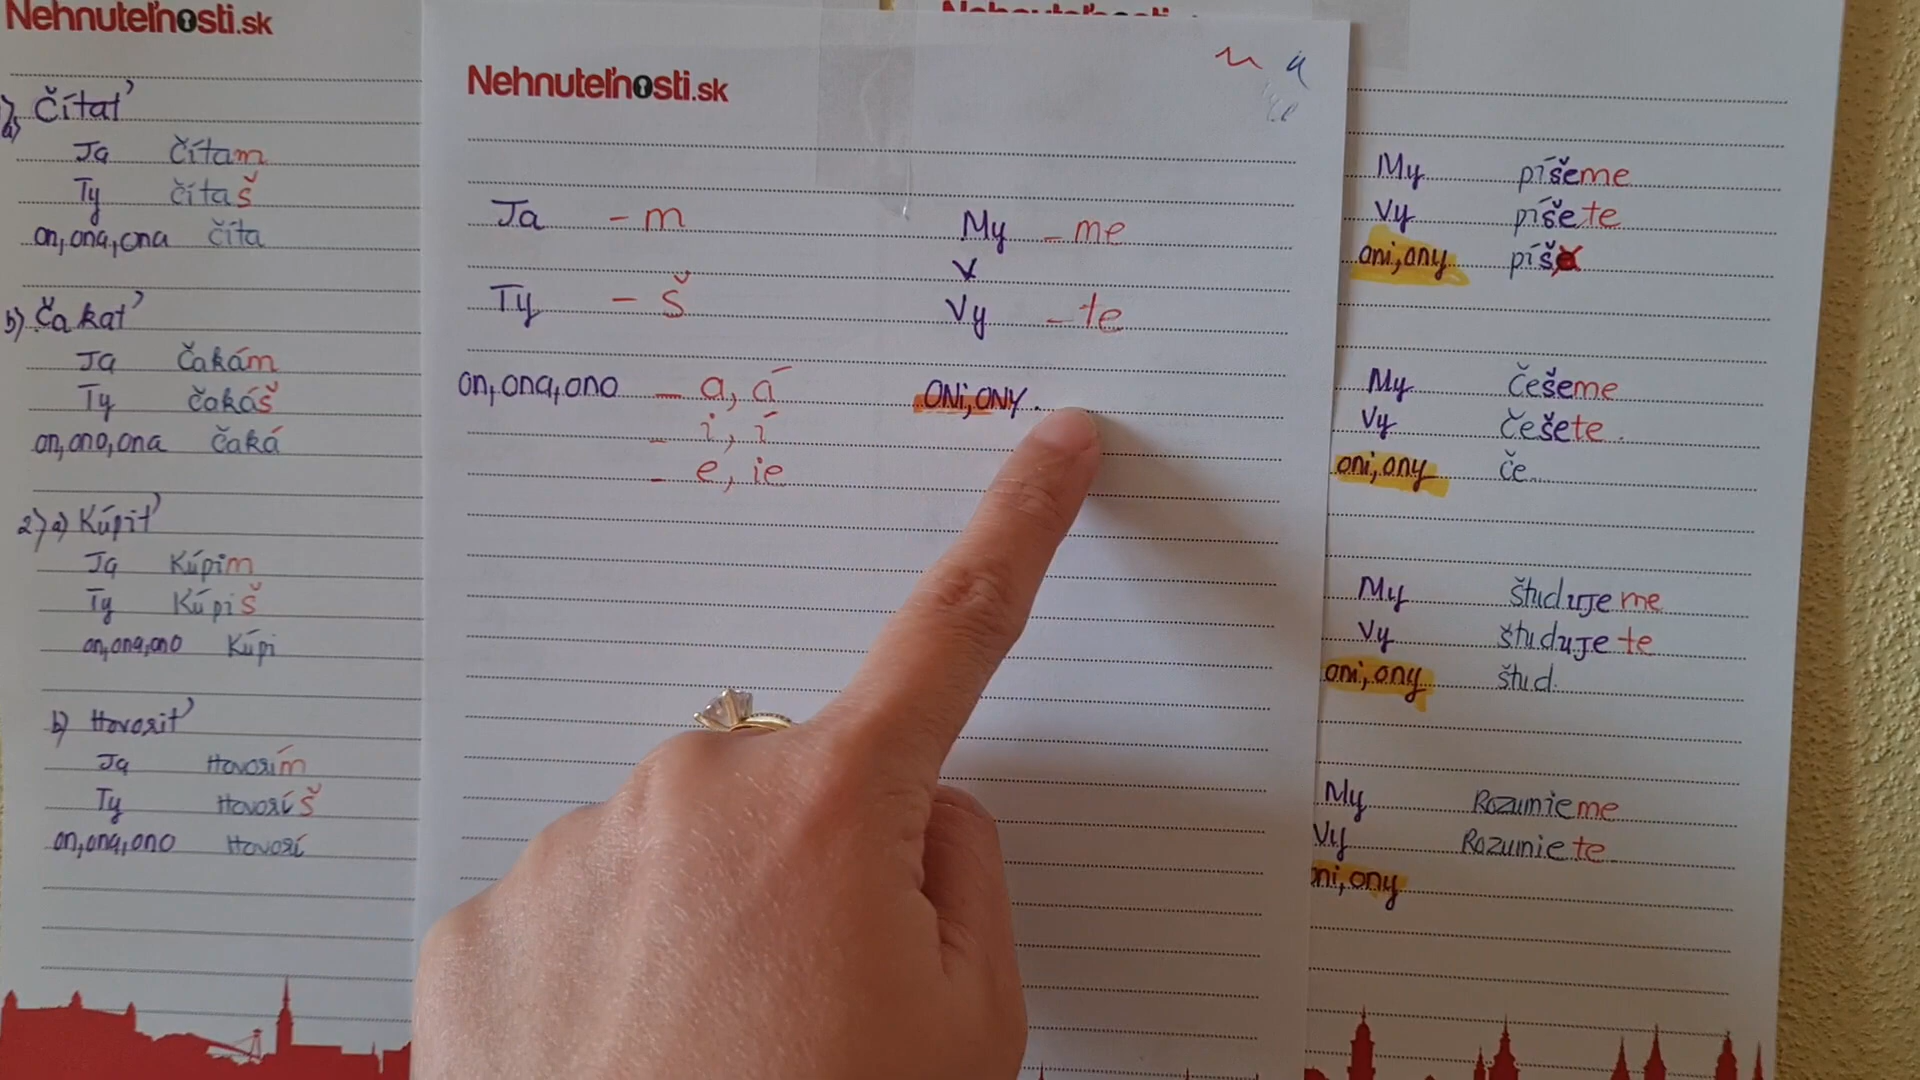 Nehnuteľnosti.sk
a) Čítať
Ja čítam
Ty čítaš
on, ona, ona číta
b) Čakať
Ja čakám
Ty čakáš
on, ono, ona čaká
2) a) Kúpiť
Ja Kúpim
Ty Kúpiš
on, ona, ono Kúpi
b) Hovoriť
Ja Hovorím
Ty Hovoríš
on, ona, ono Hovorí
Nehnuteľnosti.sk
Ja - m
Ty - š
on, ona, ono - a, á
- i, í
- e, ie
My - me
Vy - te
ONi, ONY
My píšeme
Vy píšete
oni, ony píš
My Češeme
Vy Češete
oni, ony če
My študujeme
Vy študujete
oni, ony štud
My Rozumieme
Vy Rozumiete
oni, ony